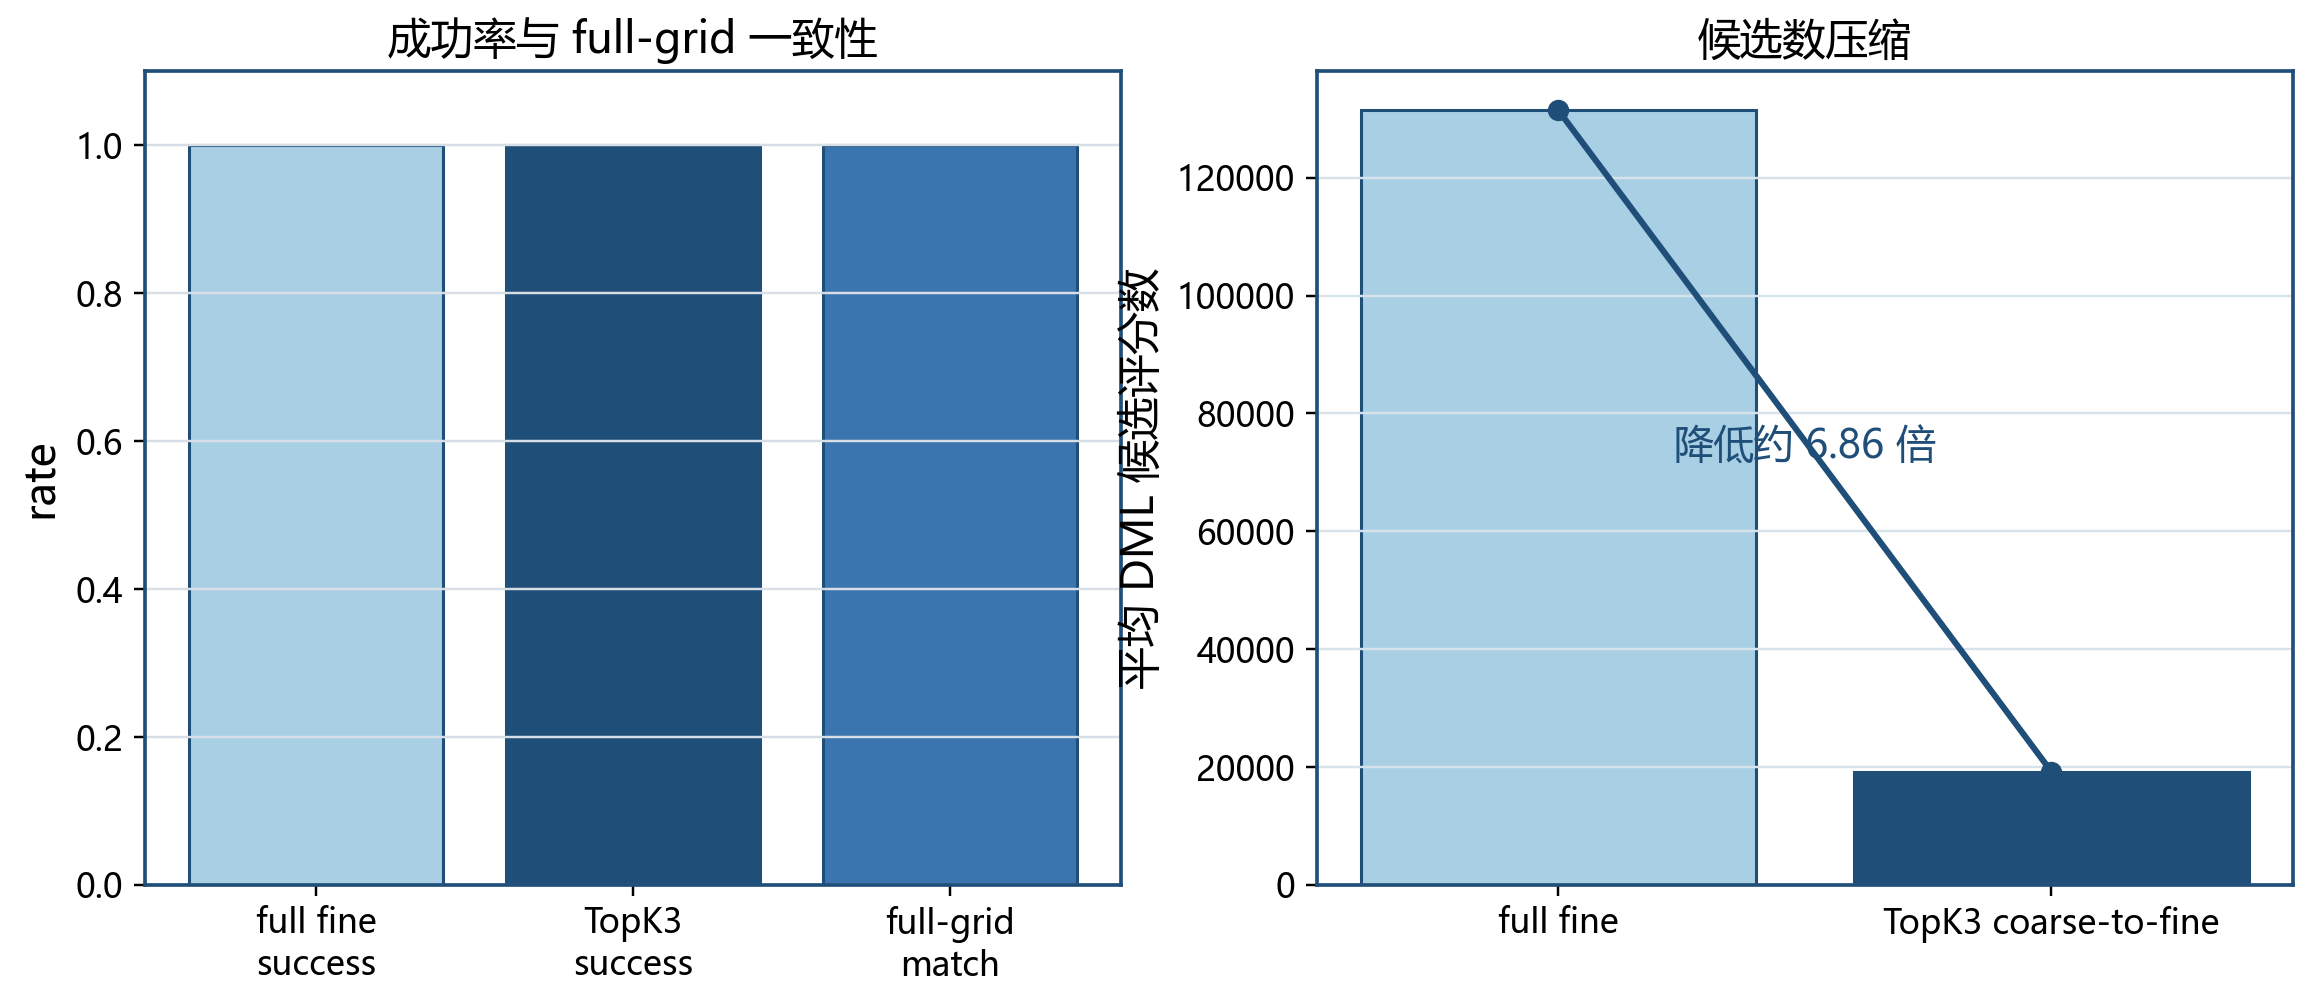 成功率与 full-grid 一致性
rate
1.0
0.8
0.6
0.4
0.2
0.0
full fine
success
TopK3
success
full-grid
match
候选数压缩
平均 DML 候选评分数
120000
100000
80000
60000
40000
20000
0
降低约 6.86 倍
full fine
TopK3 coarse-to-fine